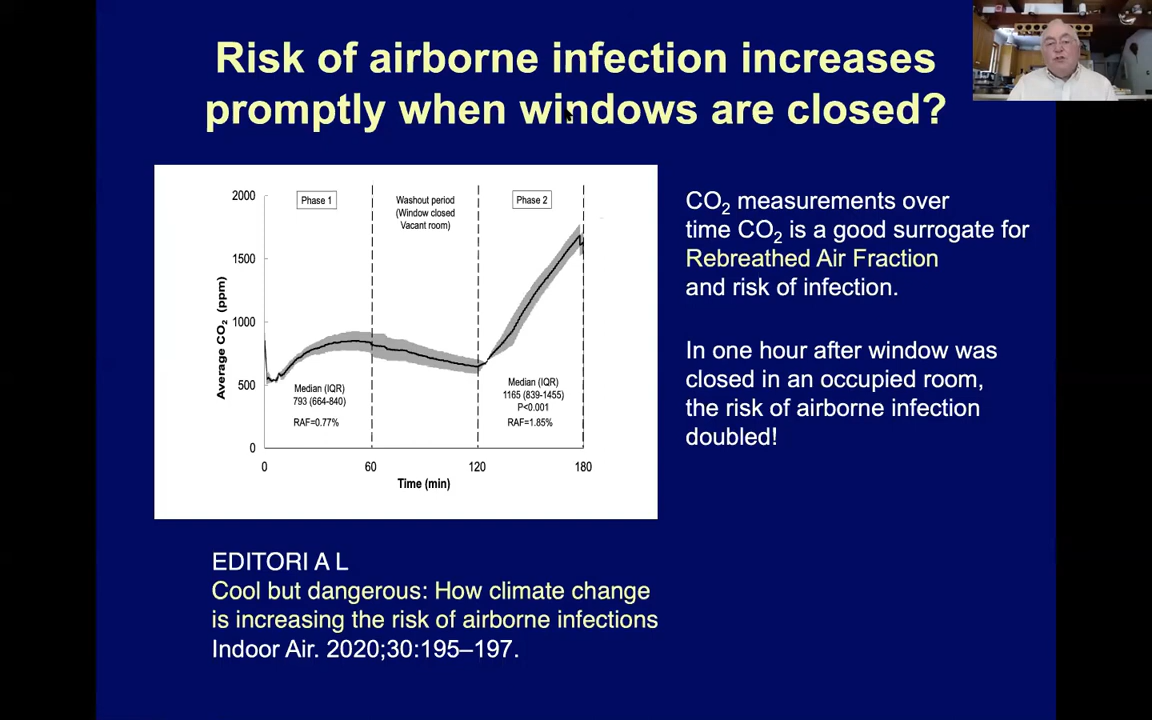 Risk of airborne infection increases
promptly when windows are closed?
2000
1500
1000
500
0
Average CO2 (ppm)
Phase 1
Washout period
(Window closed
Vacant room)
Phase 2
Median (IQR)
793 (664-840)
RAF=0.77%
Median (IQR)
1165 (839-1455)
P<0.001
RAF=1.85%
0
60
120
180
Time (min)
CO2 measurements over
time CO2 is a good surrogate for
Rebreathed Air Fraction
and risk of infection.
In one hour after window was
closed in an occupied room,
the risk of airborne infection
doubled!
EDITORI A L
Cool but dangerous: How climate change
is increasing the risk of airborne infections
Indoor Air. 2020;30:195–197.